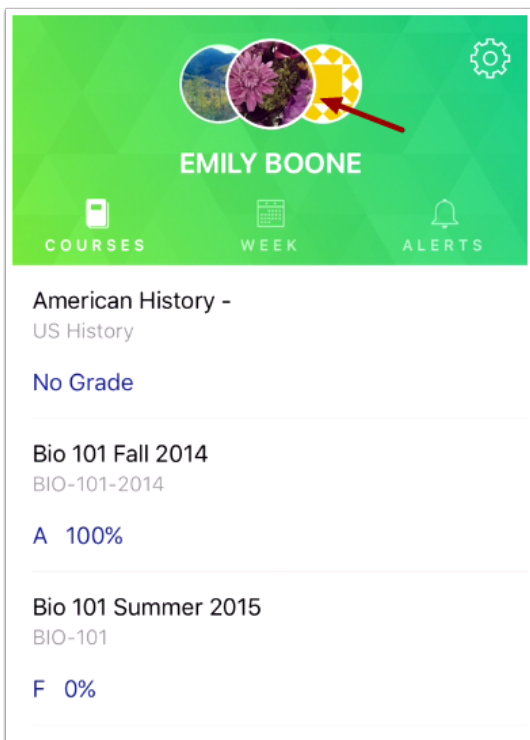 EMILY BOONE
COURSES WEEK ALERTS
American History -
US History
No Grade
Bio 101 Fall 2014
BIO-101-2014
A 100%
Bio 101 Summer 2015
BIO-101
F 0%